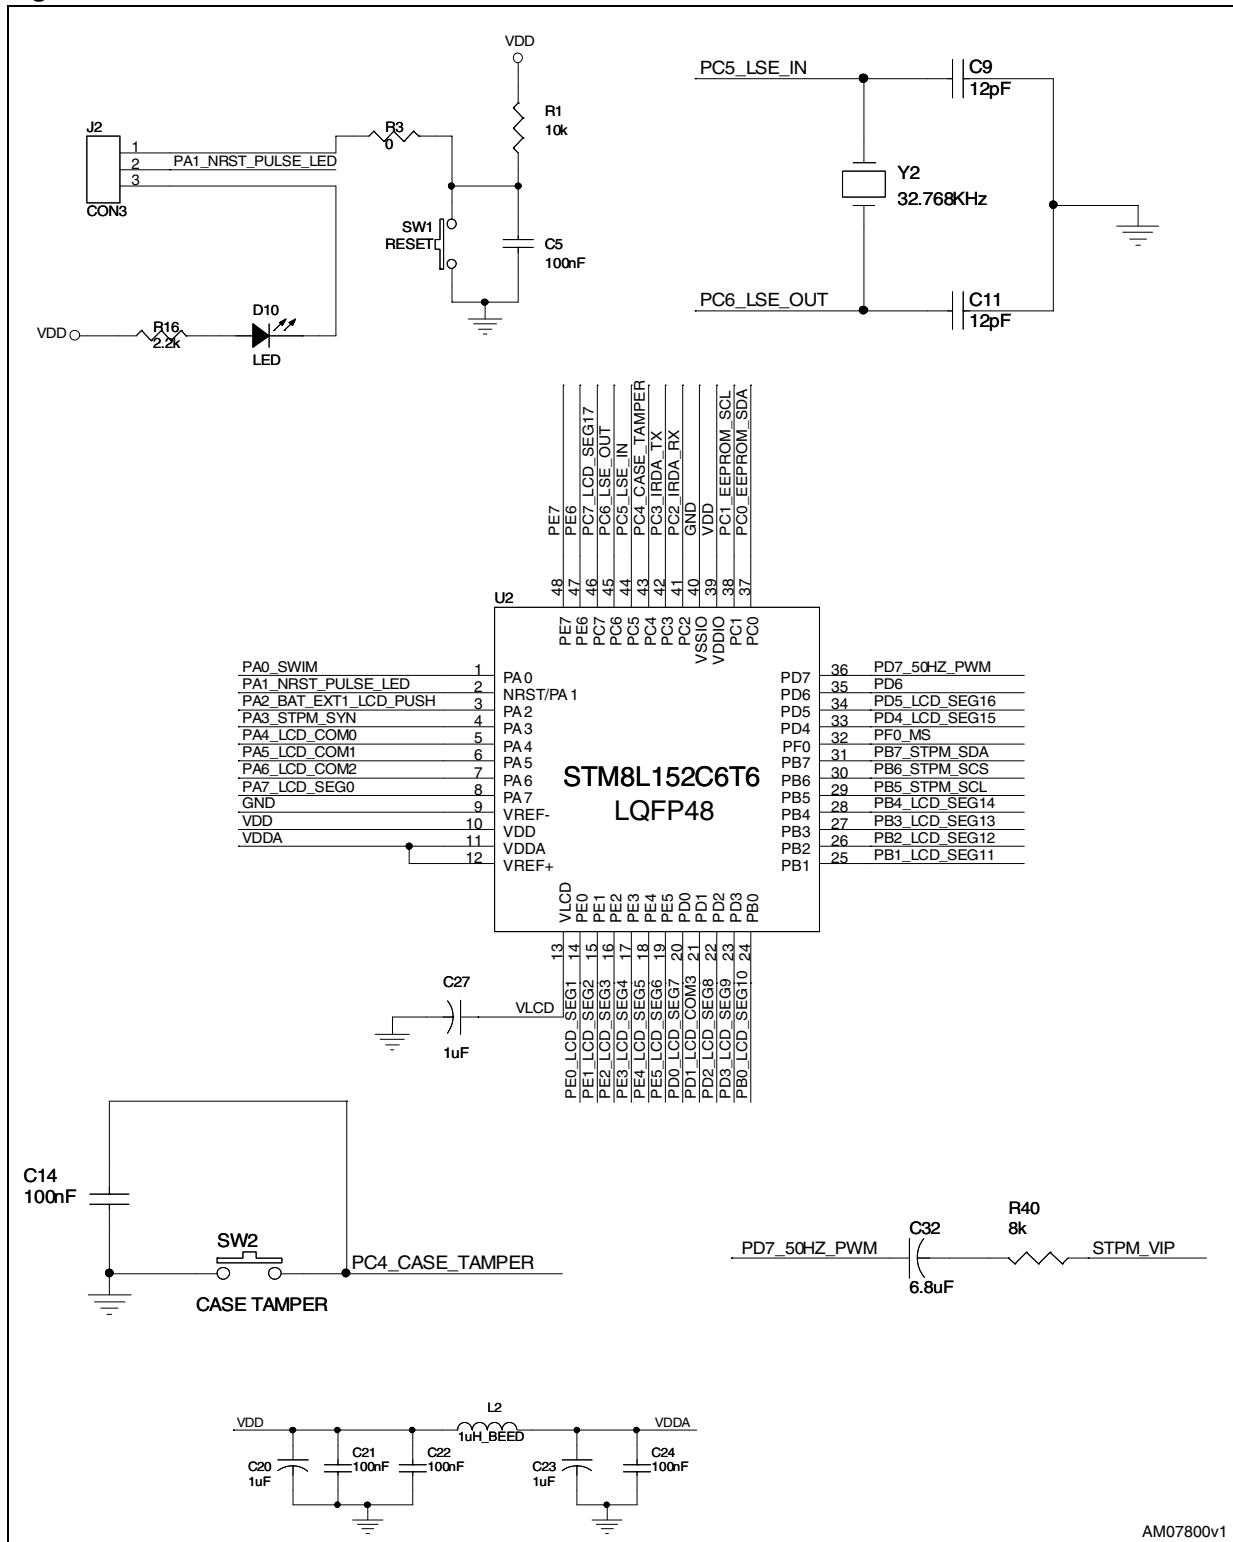 VDD
R1
10k
J2
1
2
3
CON3
PA1_NRST_PULSE_LED
R3
0
SW1
RESET
C5
100nF
VDD
R16
2.2k
D10
LED
PC5_LSE_IN
C9
12pF
Y2
32.768KHz
PC6_LSE_OUT
C11
12pF
PE7
PE6
PC7_LCD_SEG17
PC6_LSE_OUT
PC5_LSE_IN
PC4_CASE_TAMPER
PC3_IRDA_TX
PC2_IRDA_RX
GND
VDD
PC1_EEPROM_SCL
PC0_EEPROM_SDA
48
47
46
45
44
43
42
41
40
39
38
37
U2
PE7
PE6
PC7
PC6
PC5
PC4
PC3
PC2
VSSIO
VDDIO
PC1
PC0
PA0_SWIM 1 PA0
PA1_NRST_PULSE_LED 2 NRST/PA1
PA2_BAT_EXT1_LCD_PUSH 3 PA2
PA3_STPM_SYN 4 PA3
PA4_LCD_COM0 5 PA4
PA5_LCD_COM1 6 PA5
PA6_LCD_COM2 7 PA6
PA7_LCD_SEG0 8 PA7
GND 9 VREF-
VDD 10 VDD
VDDA 11 VDDA
12 VREF+
STM8L152C6T6
LQFP48
PD7 36 PD7_50HZ_PWM
PD6 35 PD6
PD5 34 PD5_LCD_SEG16
PD4 33 PD4_LCD_SEG15
PF0 32 PF0_MS
PB7 31 PB7_STPM_SDA
PB6 30 PB6_STPM_SCS
PB5 29 PB5_STPM_SCL
PB4 28 PB4_LCD_SEG14
PB3 27 PB3_LCD_SEG13
PB2 26 PB2_LCD_SEG12
PB1 25 PB1_LCD_SEG11
VLCD
PE0
PE1
PE2
PE3
PE4
PE5
PD0
PD1
PD2
PD3
PB0
13
14
15
16
17
18
19
20
21
22
23
24
C27
1uF
VLCD
PE0_LCD_SEG1
PE1_LCD_SEG2
PE2_LCD_SEG3
PE3_LCD_SEG4
PE4_LCD_SEG5
PE5_LCD_SEG6
PD0_LCD_SEG7
PD1_LCD_COM3
PD2_LCD_SEG8
PD3_LCD_SEG9
PB0_LCD_SEG10
C14
100nF
SW2
PC4_CASE_TAMPER
CASE TAMPER
PD7_50HZ_PWM
C32
6.8uF
R40
8k
STPM_VIP
VDD
L2
1uH_BEED
VDDA
C20
1uF
C21
100nF
C22
100nF
C23
1uF
C24
100nF
AM07800v1